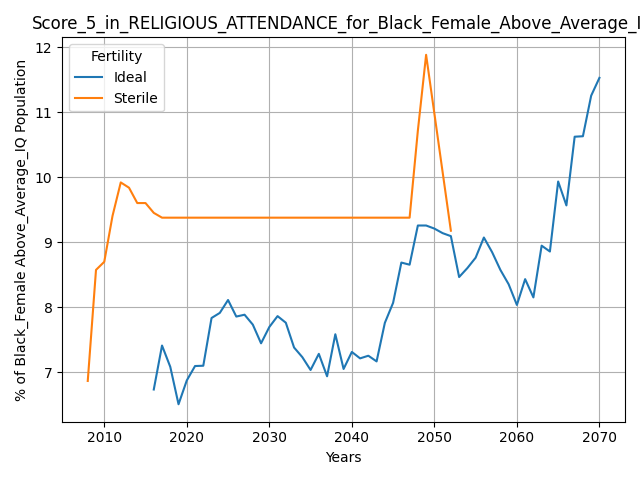 Score_5_in_RELIGIOUS_ATTENDANCE_for_Black_Female_Above_Average_I
Fertility
Ideal
Sterile
% of Black_Female Above_Average_IQ Population
12
11
10
9
8
7
2010 2020 2030 2040 2050 2060 2070
Years